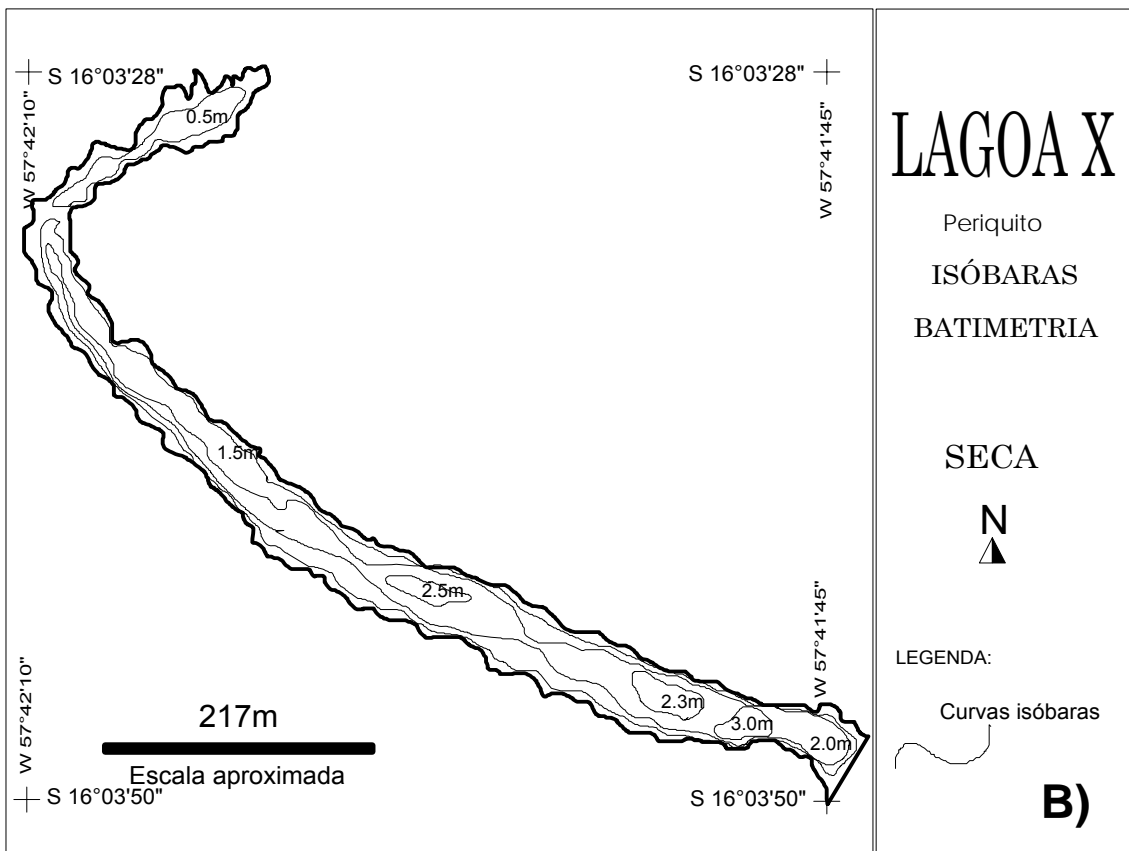 S 16°03'28"
S 16°03'28"
W 57°42'10"
W 57°41'45"
0.5m
1.5m
2.5m
2.3m
3.0m
2.0m
W 57°42'10"
W 57°41'45"
217m
Escala aproximada
S 16°03'50"
S 16°03'50"
LAGOA X
Periquito
ISÓBARAS
BATIMETRIA
SECA
N
LEGENDA:
Curvas isóbaras
B)